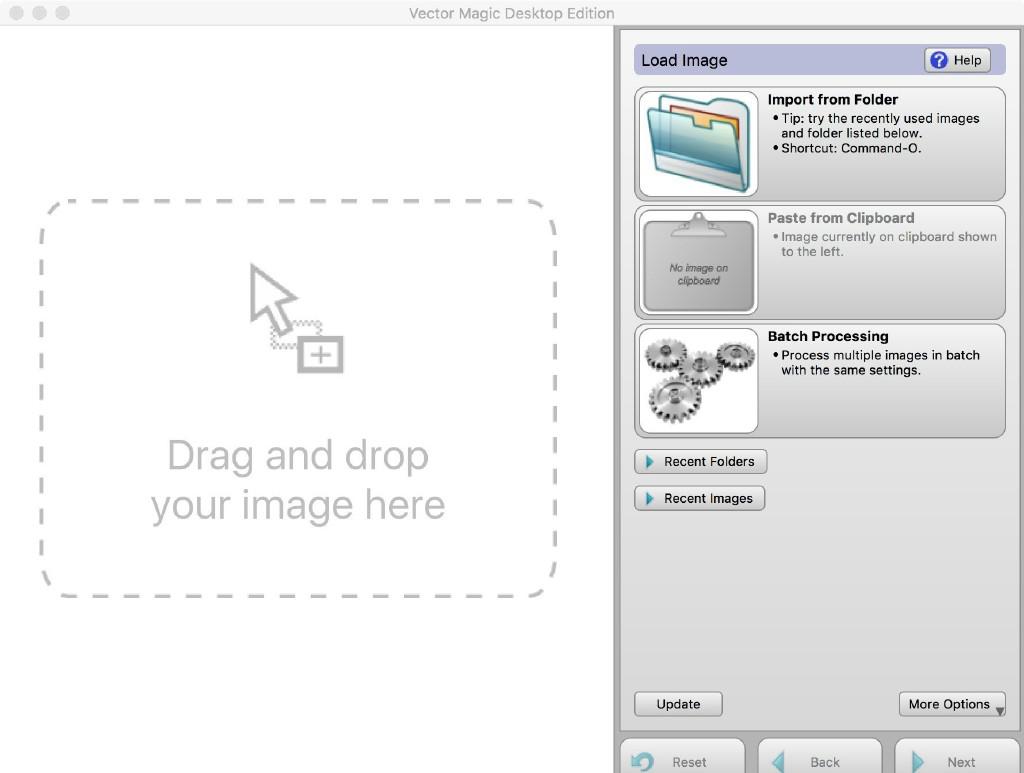 Vector Magic Desktop Edition
Load Image
? Help
Import from Folder
• Tip: try the recently used images
and folder listed below.
• Shortcut: Command-O.
Paste from Clipboard
• Image currently on clipboard shown
to the left.
No image on
clipboard
Batch Processing
• Process multiple images in batch
with the same settings.
Recent Folders
Recent Images
Drag and drop
your image here
Update
More Options
Reset
Back
Next